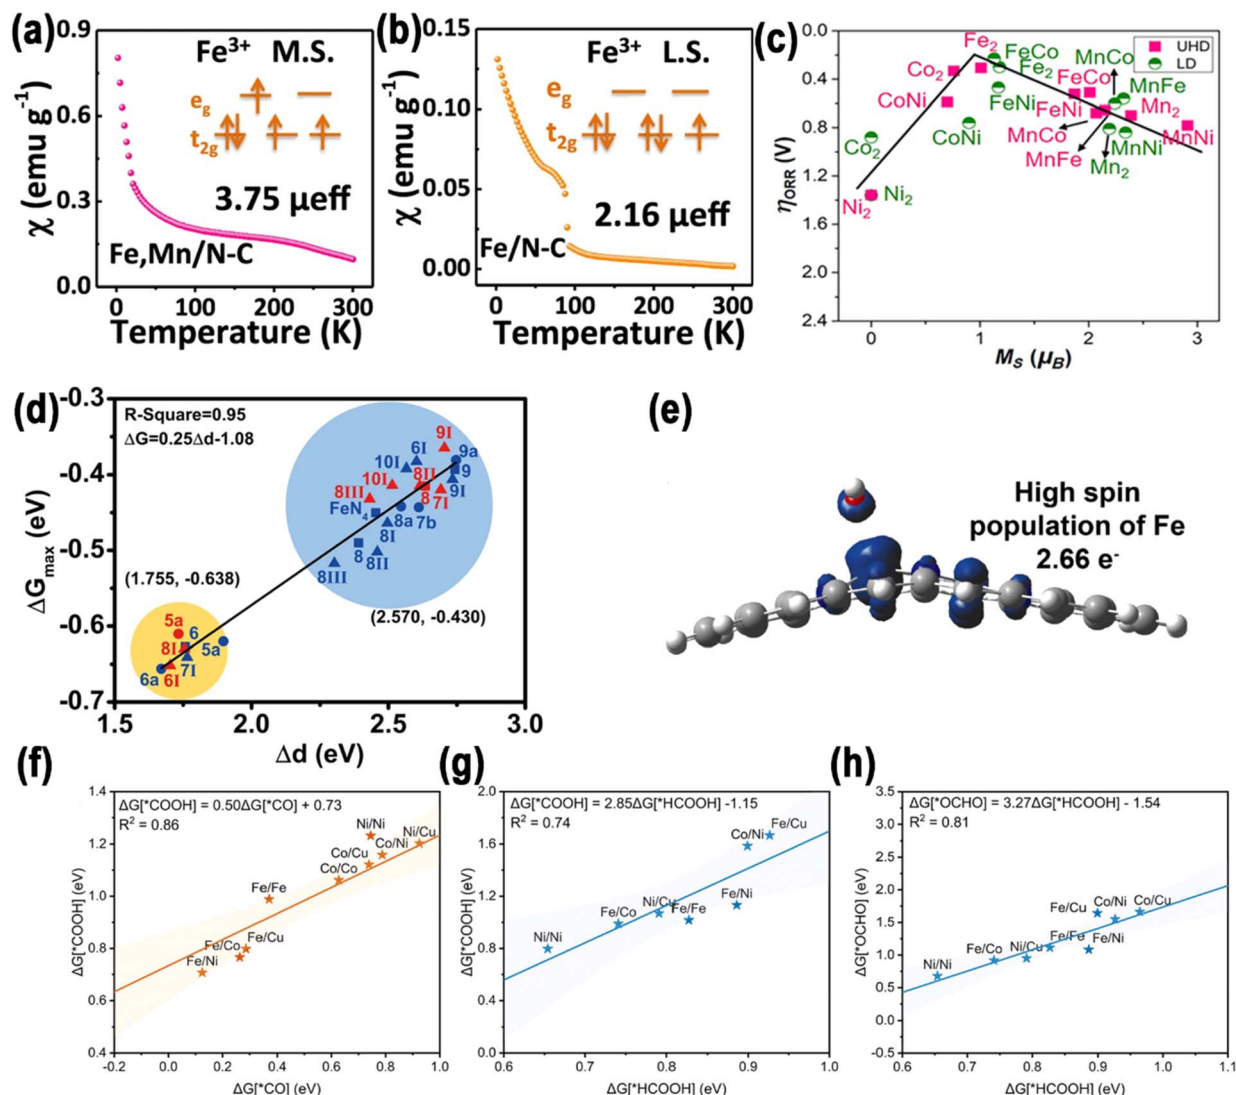 (a)
0.9
0.6
0.3
0.0
χ (emu g⁻¹)
Fe³⁺ M.S.
e_g
t_2g
3.75 μeff
Fe,Mn/N-C
0 100 200 300
Temperature (K)
(b)
0.15
0.10
0.05
0.00
χ (emu g⁻¹)
Fe³⁺ L.S.
e_g
t_2g
2.16 μeff
Fe/N-C
0 100 200 300
Temperature (K)
(c)
0.0
0.4
0.8
1.2
1.6
2.0
2.4
η_ORR (V)
UHD
LD
Fe₂
FeCo
MnCo
Co₂
Fe₂
FeCo
MnFe
CoNi
FeNi
FeNi
Mn₂
Co₂
CoNi
MnCo
MnNi
MnFe
MnNi
Mn₂
Ni₂
Ni₂
0 1 2 3
M_S (μ_B)
(d)
-0.3
-0.4
-0.5
-0.6
-0.7
ΔG_max (eV)
R-Square=0.95
ΔG=0.25Δd-1.08
9I
6I
9a
10I
8II
9
10I
8III
8
7I
9I
FeN₄
8a
7b
8I
8
8II
8III
(1.755, -0.638)
(2.570, -0.430)
5a
6
8I
5a
7I
6a
6I
1.5 2.0 2.5 3.0
Δd (eV)
(e)
High spin
population of Fe
2.66 e⁻
(f)
1.4
1.2
1.0
0.8
0.6
0.4
ΔG[*COOH] (eV)
ΔG[*COOH] = 0.50ΔG[*CO] + 0.73
R² = 0.86
Ni/Ni
Ni/Cu
Co/Cu
Co/Ni
Co/Co
Fe/Fe
Fe/Co
Fe/Cu
Fe/Ni
-0.2 0.0 0.2 0.4 0.6 0.8 1.0
ΔG[*CO] (eV)
(g)
2.0
1.6
1.2
0.8
0.4
0.0
ΔG[*COOH] (eV)
ΔG[*COOH] = 2.85ΔG[*HCOOH] -1.15
R² = 0.74
Fe/Cu
Co/Ni
Fe/Ni
Ni/Cu
Fe/Fe
Fe/Co
Ni/Ni
0.6 0.7 0.8 0.9 1.0
ΔG[*HCOOH] (eV)
(h)
3.5
3.0
2.5
2.0
1.5
1.0
0.5
0.0
-0.5
ΔG[*OCHO] (eV)
ΔG[*OCHO] = 3.27ΔG[*HCOOH] - 1.54
R² = 0.81
Fe/Cu
Co/Ni
Co/Cu
Fe/Co
Ni/Cu
Fe/Fe
Fe/Ni
Ni/Ni
0.6 0.7 0.8 0.9 1.0 1.1
ΔG[*HCOOH] (eV)